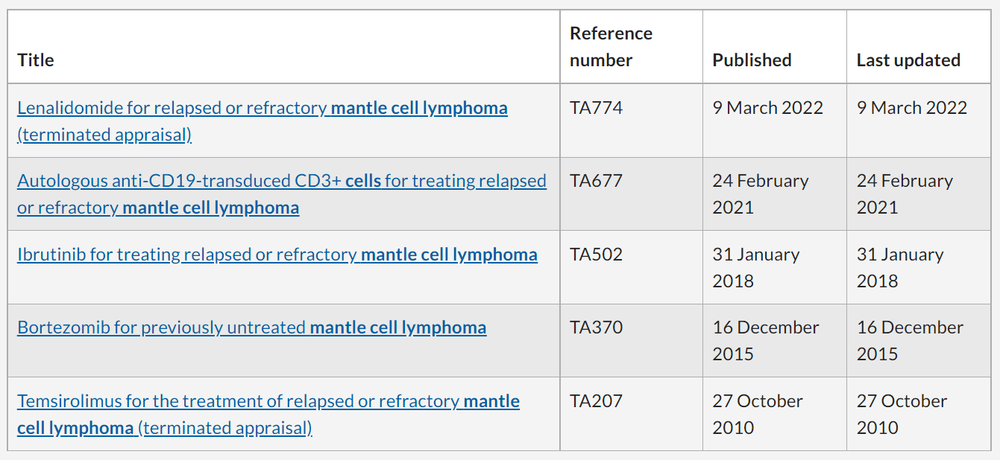 Title
Reference
number
Published
Last updated
Lenalidomide for relapsed or refractory mantle cell lymphoma
(terminated appraisal)
TA774
9 March 2022
9 March 2022
Autologous anti-CD19-transduced CD3+ cells for treating relapsed
or refractory mantle cell lymphoma
TA677
24 February
2021
24 February
2021
Ibrutinib for treating relapsed or refractory mantle cell lymphoma
TA502
31 January
2018
31 January
2018
Bortezomib for previously untreated mantle cell lymphoma
TA370
16 December
2015
16 December
2015
Temsirolimus for the treatment of relapsed or refractory mantle
cell lymphoma (terminated appraisal)
TA207
27 October
2010
27 October
2010